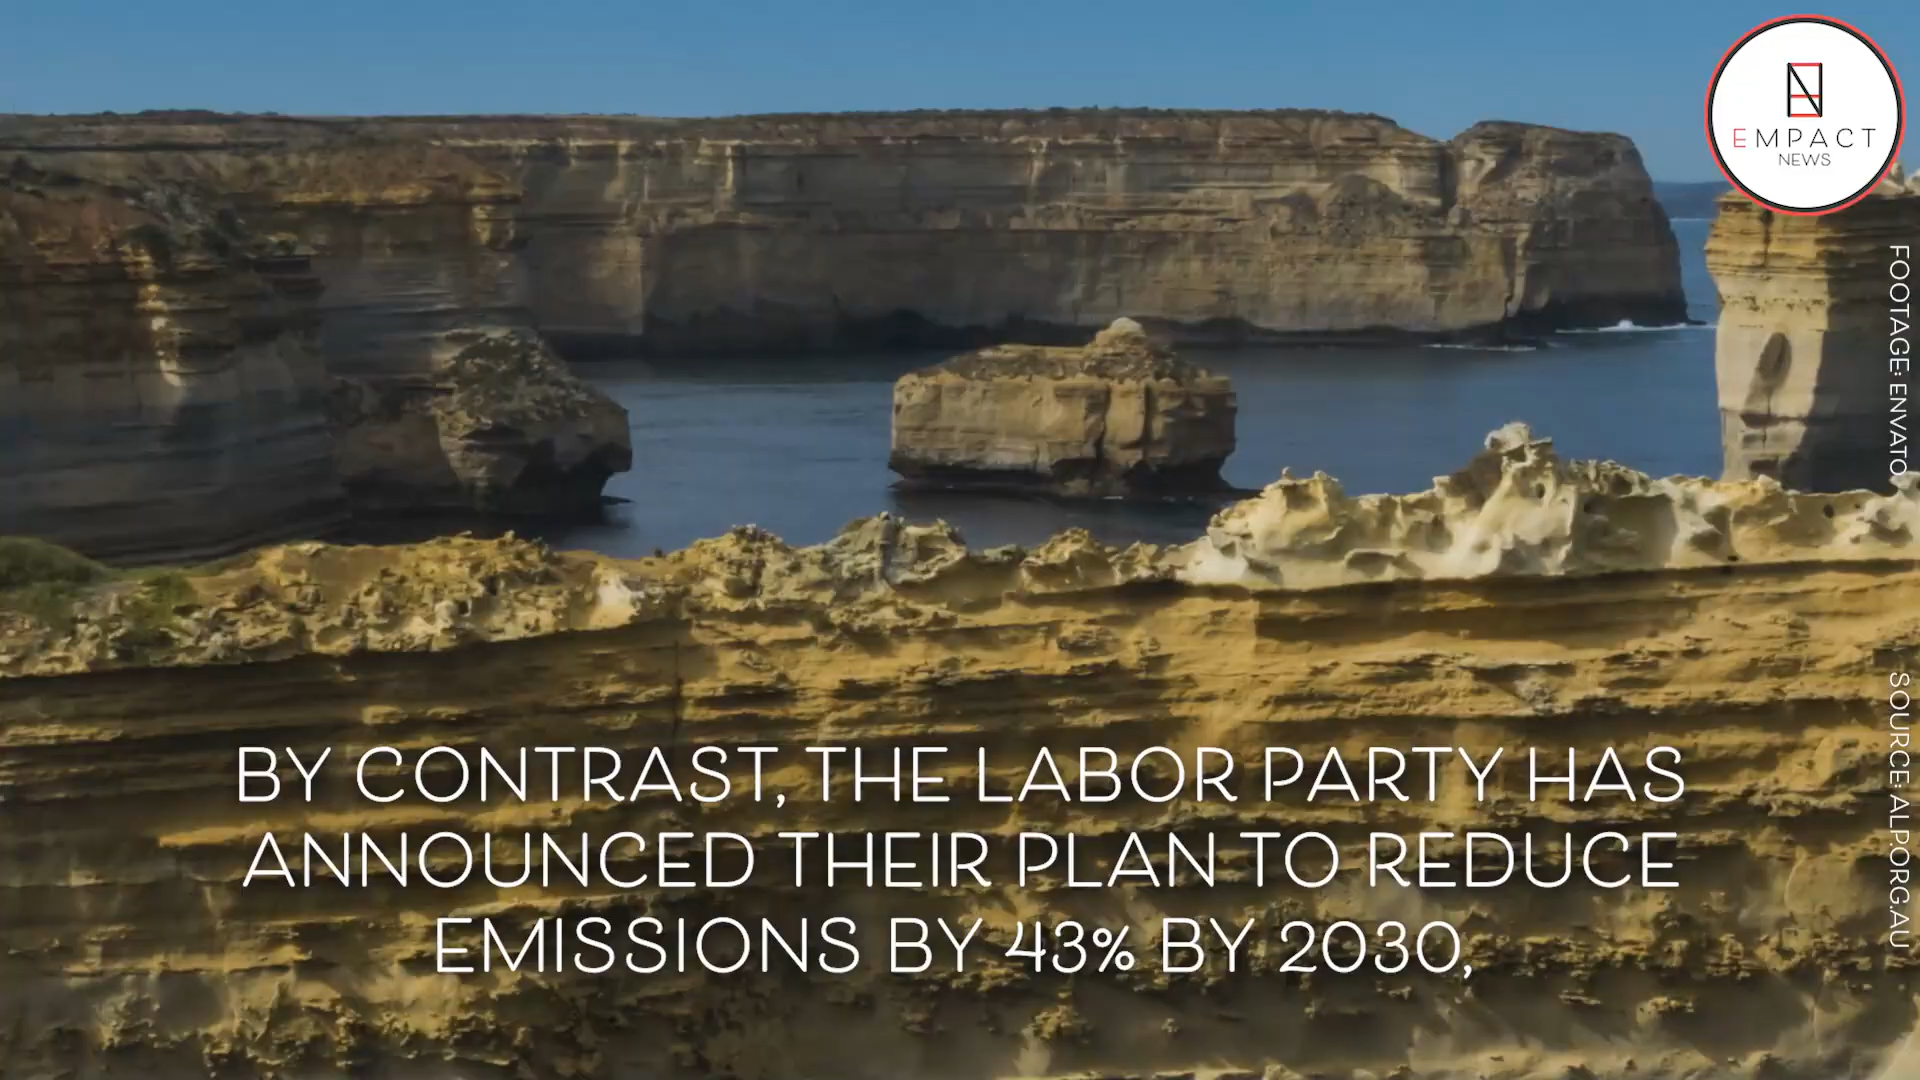 EMPACT
NEWS
FOOTAGE: ENVATO
SOURCE: ALP.ORG.AU
BY CONTRAST, THE LABOR PARTY HAS
ANNOUNCED THEIR PLAN TO REDUCE
EMISSIONS BY 43% BY 2030,